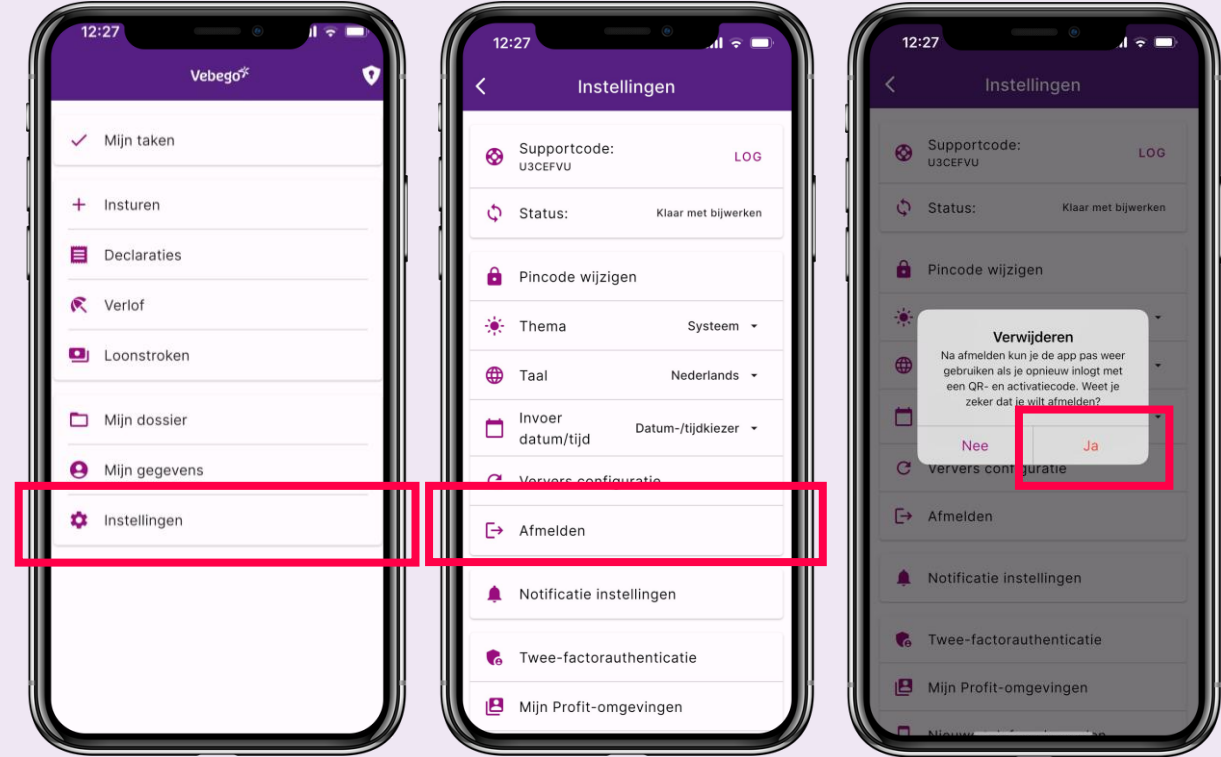 12:27
Vebego
Mijn taken
Insturen
Declaraties
Verlof
Loonstroken
Mijn dossier
Mijn gegevens
Instellingen
12:27
Instellingen
Supportcode:
U3CEFVU
LOG
Status:
Klaar met bijwerken
Pincode wijzigen
Thema
Systeem
Taal
Nederlands
Invoer
datum/tijd
Datum-/tijdkiezer
Ververs configuratie
Afmelden
Notificatie instellingen
Twee-factorauthenticatie
Mijn Profit-omgevingen
12:27
Instellingen
Supportcode:
U3CEFVU
LOG
Status:
Klaar met bijwerken
Pincode wijzigen
Verwijderen
Na afmelden kun je de app pas weer
gebruiken als je opnieuw inlogt met
een QR- en activatiecode. Weet je
zeker dat je wilt afmelden?
Nee
Ja
Ververs configuratie
Afmelden
Notificatie instellingen
Twee-factorauthenticatie
Mijn Profit-omgevingen